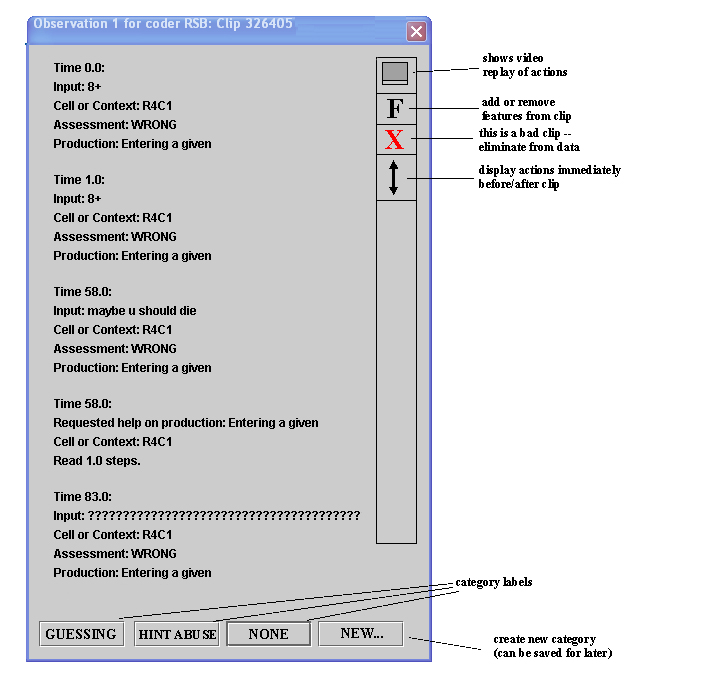 Observation 1 for coder RSB: Clip 326405
Time 0.0:
Input: 8+
Cell or Context: R4C1
Assessment: WRONG
Production: Entering a given
Time 1.0:
Input: 8+
Cell or Context: R4C1
Assessment: WRONG
Production: Entering a given
Time 58.0:
Input: maybe u should die
Cell or Context: R4C1
Assessment: WRONG
Production: Entering a given
Time 58.0:
Requested help on production: Entering a given
Cell or Context: R4C1
Read 1.0 steps.
Time 83.0:
Input: ???????????????????????????????????????
Cell or Context: R4C1
Assessment: WRONG
Production: Entering a given
GUESSING
HINT ABUSE
NONE
NEW...
F
X
shows video
replay of actions
add or remove
features from clip
this is a bad clip --
eliminate from data
display actions immediately
before/after clip
category labels
create new category
(can be saved for later)